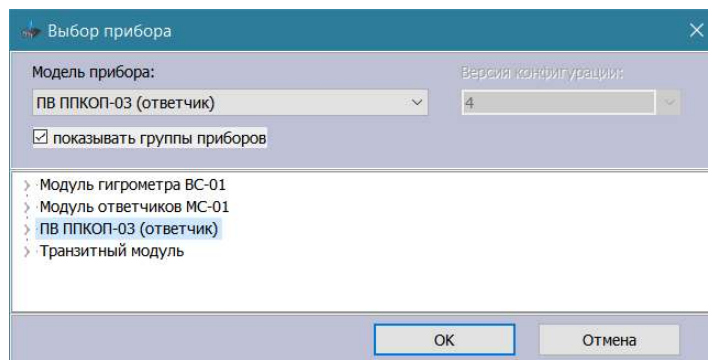 Выбор прибора
Модель прибора:
Версия конфигурации:
ПВ ППКОП-03 (ответчик)
4
показывать группы приборов
Модуль гигрометра ВС-01
Модуль ответчиков МС-01
ПВ ППКОП-03 (ответчик)
Транзитный модуль
ОК
Отмена